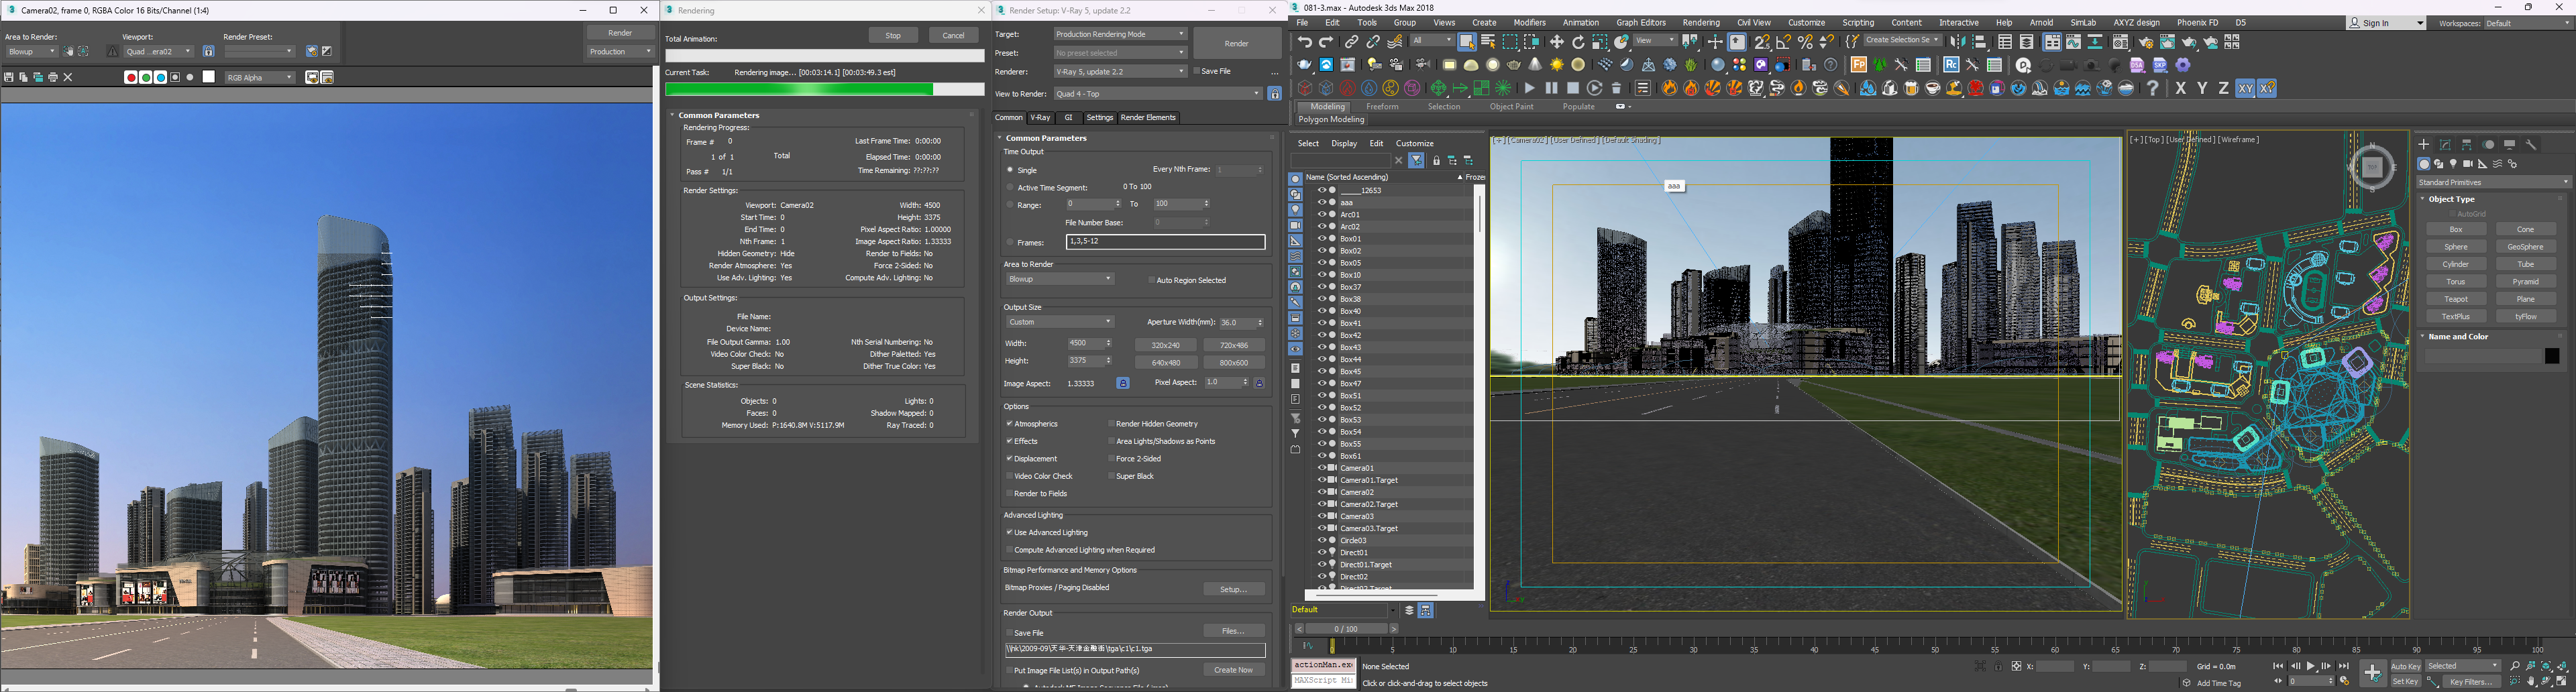 Camera02, frame 0, RGBA Color 16 Bits/Channel (1:4)
Area to Render:
Viewport:
Render Preset:
Render
Blowup
Quad ...era02
Production
RGB Alpha
Rendering
Total Animation:
Stop
Cancel
Current Task:
Rendering image... [00:03:14.1] [00:03:49.3 est]
Common Parameters
Rendering Progress:
Frame # 0
Last Frame Time: 0:00:00
1 of 1
Total
Elapsed Time: 0:00:00
Pass # 1/1
Time Remaining: ??:??:??
Render Settings:
Viewport: Camera02
Width: 4500
Start Time: 0
Height: 3375
End Time: 0
Pixel Aspect Ratio: 1.00000
Nth Frame: 1
Image Aspect Ratio: 1.33333
Hidden Geometry: Hide
Render to Fields: No
Render Atmosphere: Yes
Force 2-Sided: No
Use Adv. Lighting: Yes
Compute Adv. Lighting: No
Output Settings:
File Name:
Device Name:
File Output Gamma: 1.00
Nth Serial Numbering: No
Video Color Check: No
Dither Paletted: Yes
Super Black: No
Dither True Color: Yes
Scene Statistics:
Objects: 0
Lights: 0
Faces: 0
Shadow Mapped: 0
Memory Used: P:1640.8M V:5117.9M
Ray Traced: 0
Render Setup: V-Ray 5, update 2.2
Target:
Production Rendering Mode
Preset:
No preset selected
Render
Renderer:
V-Ray 5, update 2.2
Save File
...
View to Render:
Quad 4 - Top
Common
V-Ray
GI
Settings
Render Elements
Common Parameters
Time Output
Single
Every Nth Frame: 1
Active Time Segment:
0 To 100
Range:
0
To
100
File Number Base:
0
Frames:
1,3,5-12
Area to Render
Blowup
Auto Region Selected
Output Size
Custom
Aperture Width(mm): 36.0
Width: 4500
320x240
720x486
Height: 3375
640x480
800x600
Image Aspect: 1.33333
Pixel Aspect: 1.0
Options
Atmospherics
Render Hidden Geometry
Effects
Area Lights/Shadows as Points
Displacement
Force 2-Sided
Video Color Check
Super Black
Render to Fields
Advanced Lighting
Use Advanced Lighting
Compute Advanced Lighting when Required
Bitmap Performance and Memory Options
Bitmap Proxies / Paging Disabled
Setup...
Render Output
Save File
Files...
Put Image File List(s) in Output Path(s)
Create Now
081-3.max - Autodesk 3ds Max 2018
File Edit Tools Group Views Create Modifiers Animation Graph Editors Rendering Civil View Customize Scripting Content Interactive Help Arnold SimLab AXYZ design Phoenix FD D5
Sign In
Workspaces: Default
All
View
Create Selection Se
X Y Z XY
Modeling
Freeform
Selection
Object Paint
Populate
Polygon Modeling
Select Display Edit Customize
Name (Sorted Ascending)
Frozen
_____12653
aaa
Arc01
Arc02
Box01
Box02
Box05
Box10
Box37
Box38
Box39
Box40
Box41
Box42
Box43
Box44
Box45
Box47
Box51
Box52
Box53
Box54
Box55
Box61
Camera01
Camera01.Target
Camera02
Camera02.Target
Camera03
Camera03.Target
Circle03
Direct01
Direct01.Target
Direct02
Direct02.Target
Default
[+] [Camera02] [User Defined] [Default Shading]
aaa
[+] [Top] [User Defined] [Wireframe]
N
E
S
Standard Primitives
Object Type
AutoGrid
Box
Cone
Sphere
GeoSphere
Cylinder
Tube
Torus
Pyramid
Teapot
Plane
TextPlus
tyFlow
Name and Color
0 / 100
0 5 10 15 20 25 30 35 40 45 50 55 60 65 70 75 80 85 90 95 100
actionMan.exe
None Selected
MAXScript Mi
Click or click-and-drag to select objects
X:
Y:
Z:
Grid = 0.0m
Add Time Tag
Auto Key
Selected
Set Key
Key Filters...
0